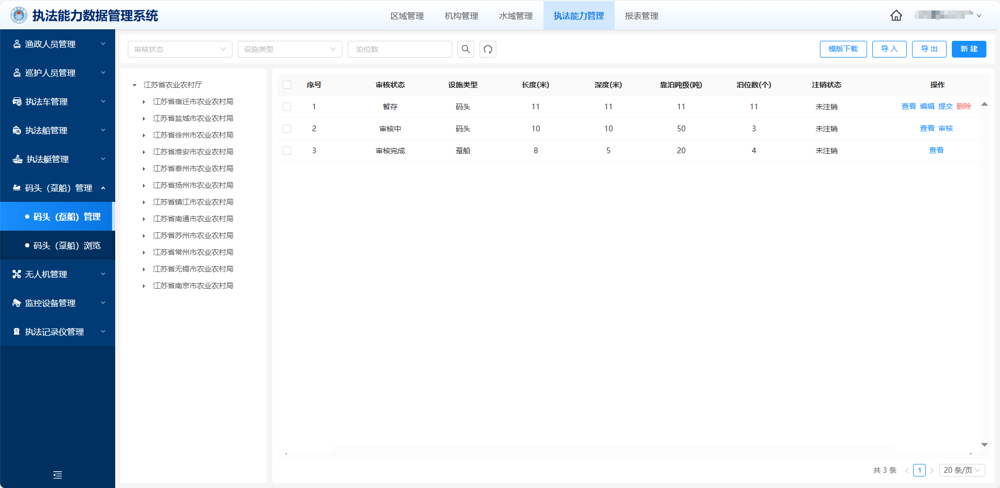 执法能力数据管理系统
区域管理 机构管理 水域管理 执法能力管理 报表管理
渔政人员管理
巡护人员管理
执法车管理
执法船管理
执法艇管理
码头（趸船）管理
码头（趸船）管理
码头（趸船）浏览
无人机管理
监控设备管理
执法记录仪管理
审核状态 设施类型 泊位数 模版下载 导入 导出 新建
江苏省农业农村厅
江苏省宿迁市农业农村局
江苏省盐城市农业农村局
江苏省徐州市农业农村局
江苏省淮安市农业农村局
江苏省泰州市农业农村局
江苏省扬州市农业农村局
江苏省镇江市农业农村局
江苏省南通市农业农村局
江苏省苏州市农业农村局
江苏省常州市农业农村局
江苏省无锡市农业农村局
江苏省南京市农业农村局
序号 审核状态 设施类型 长度(米) 深度(米) 靠泊吨级(吨) 泊位数(个) 注销状态 操作
1 暂存 码头 11 11 11 11 未注销 查看 编辑 提交 删除
2 审核中 码头 10 10 50 3 未注销 查看 审核
3 审核完成 趸船 8 5 20 4 未注销 查看
共 3 条 < 1 > 20 条/页